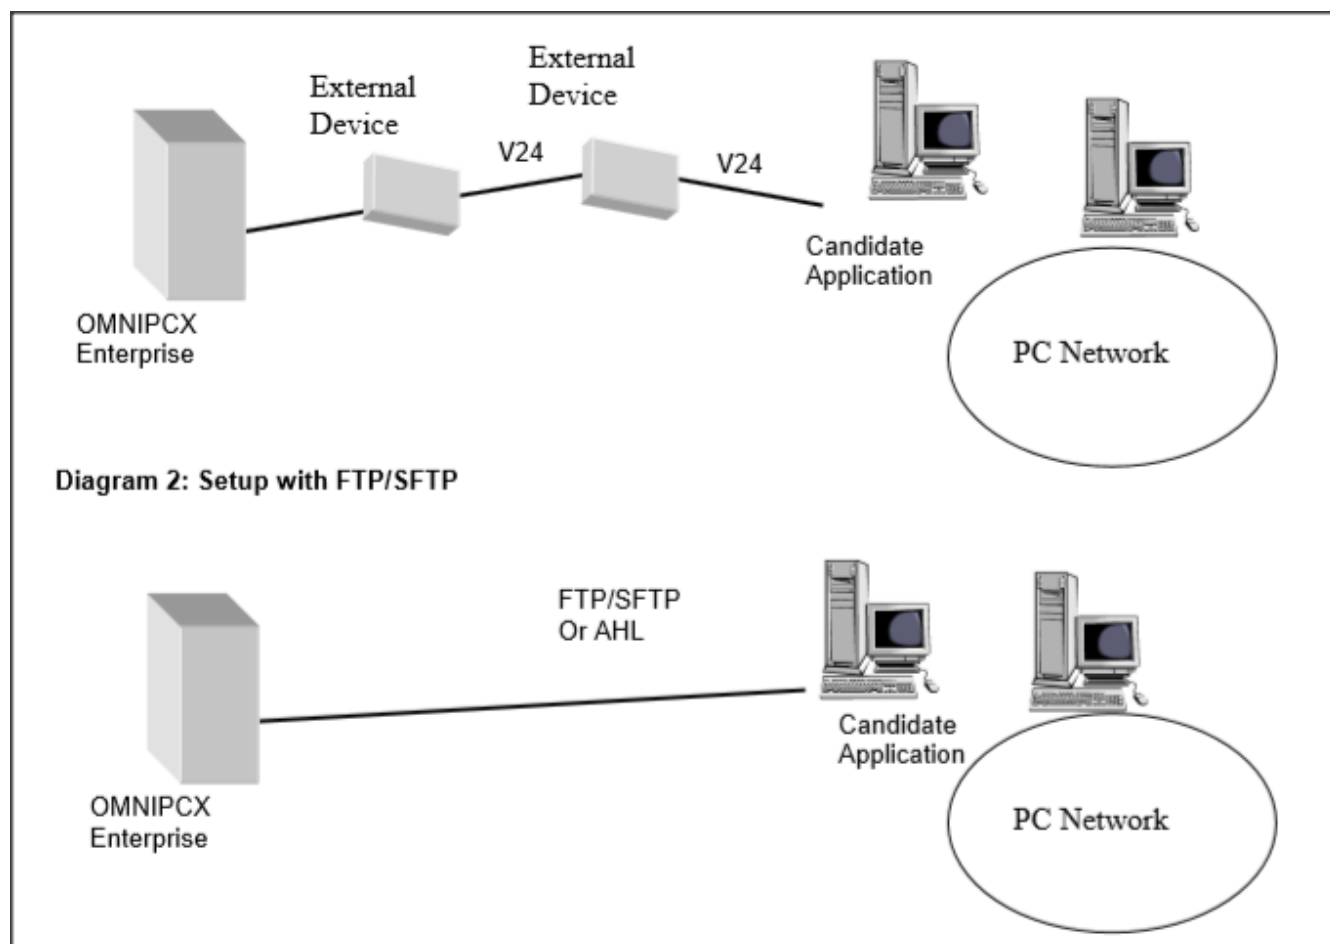 External
Device
External
Device
V24
V24
OMNIPCX
Enterprise
Candidate
Application
PC Network
Diagram 2: Setup with FTP/SFTP
FTP/SFTP
Or AHL
OMNIPCX
Enterprise
Candidate
Application
PC Network